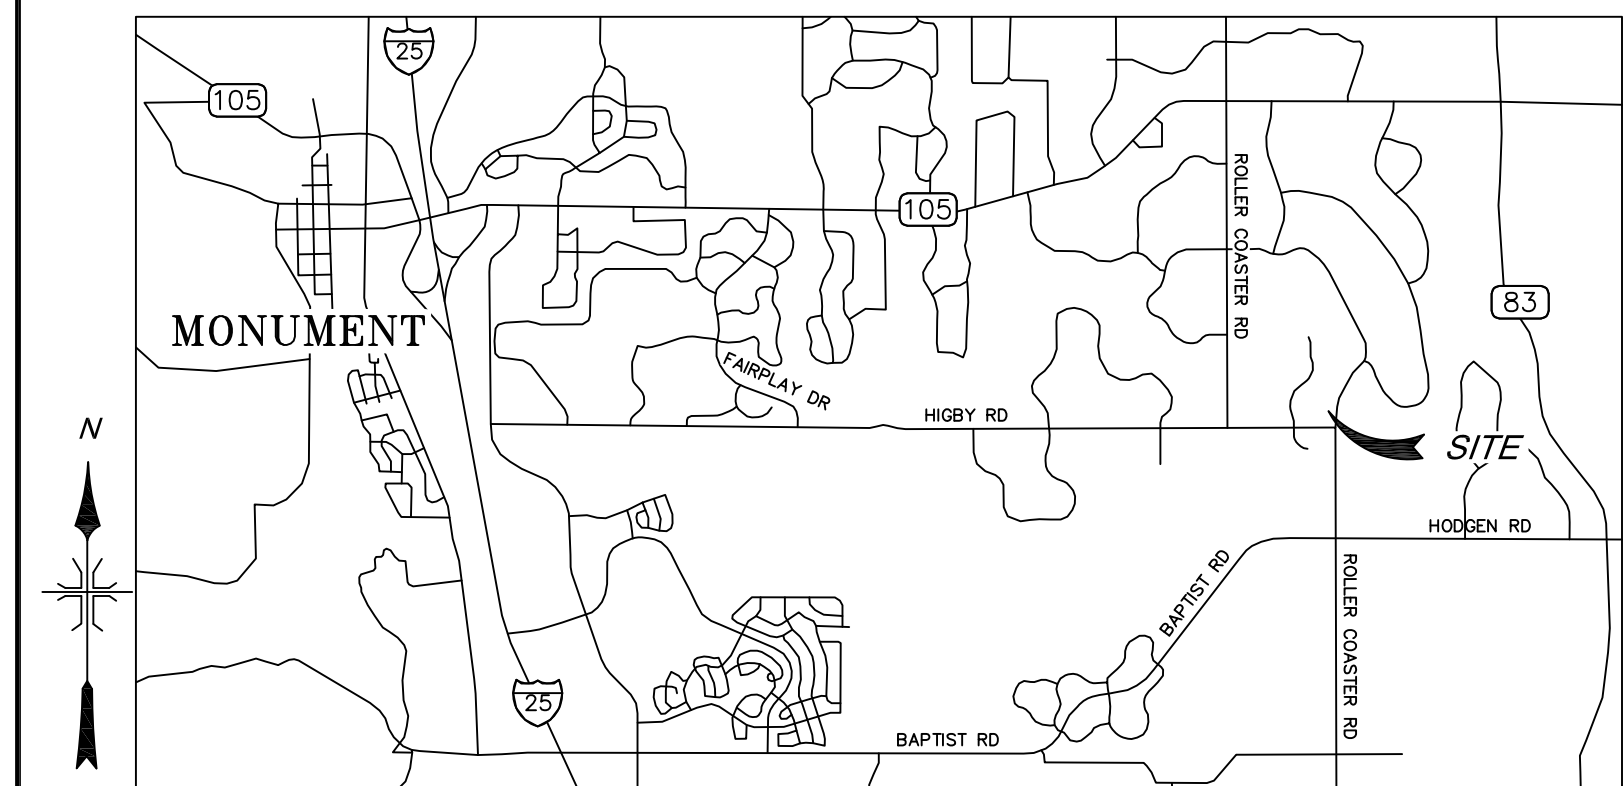 25
105
ROLLER COASTER RD
105
83
MONUMENT
FAIRPLAY DR
HIGBY RD
N
SITE
HODGEN RD
BAPTIST RD
ROLLER COASTER RD
25
BAPTIST RD